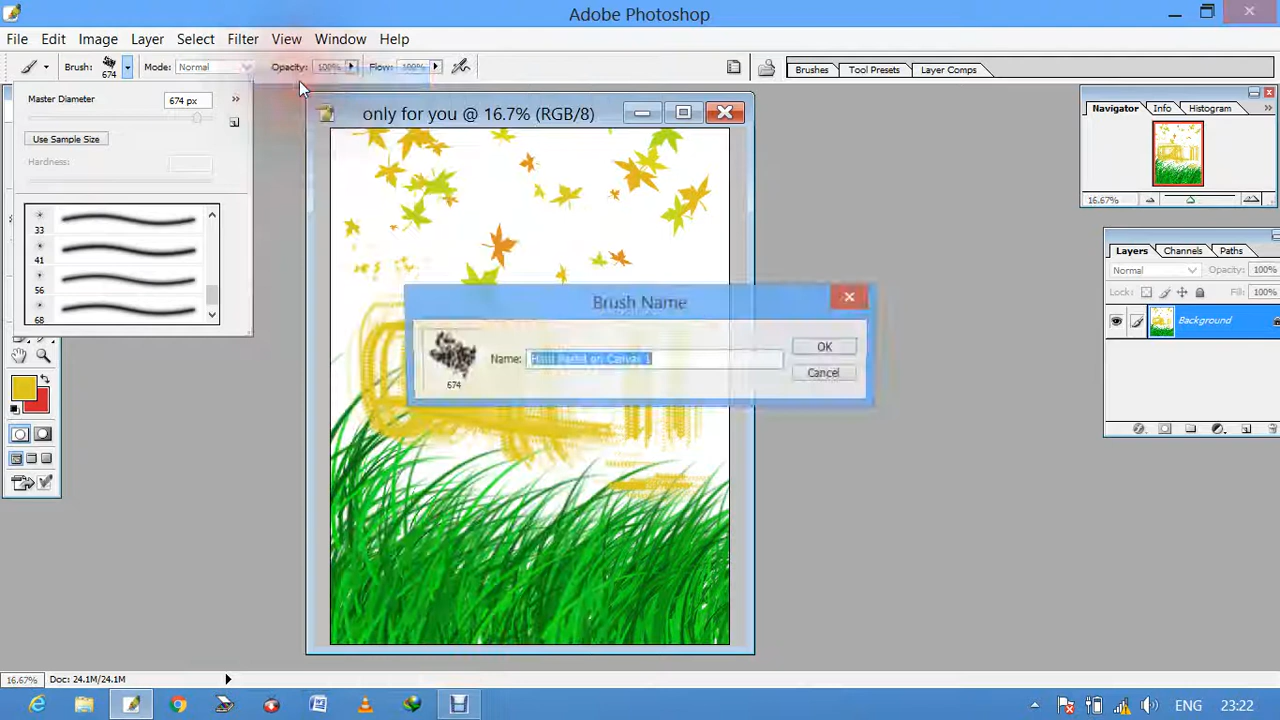 Adobe Photoshop
File Edit Image Layer Select Filter View Window Help
Brush: 674 Mode: Normal Opacity: 100% Flow: 100% Brushes Tool Presets Layer Comps
Master Diameter 674 px
Use Sample Size
Hardness:
33
41
56
68
only for you @ 16.7% (RGB/8)
Brush Name
Name: Hard Pastel on Canvas 1 OK
674 Cancel
Navigator Info Histogram
16.67%
Layers Channels Paths
Normal Opacity: 100%
Lock: Fill: 100%
Background
16.67% Doc: 24.1M/24.1M
ENG 23:22